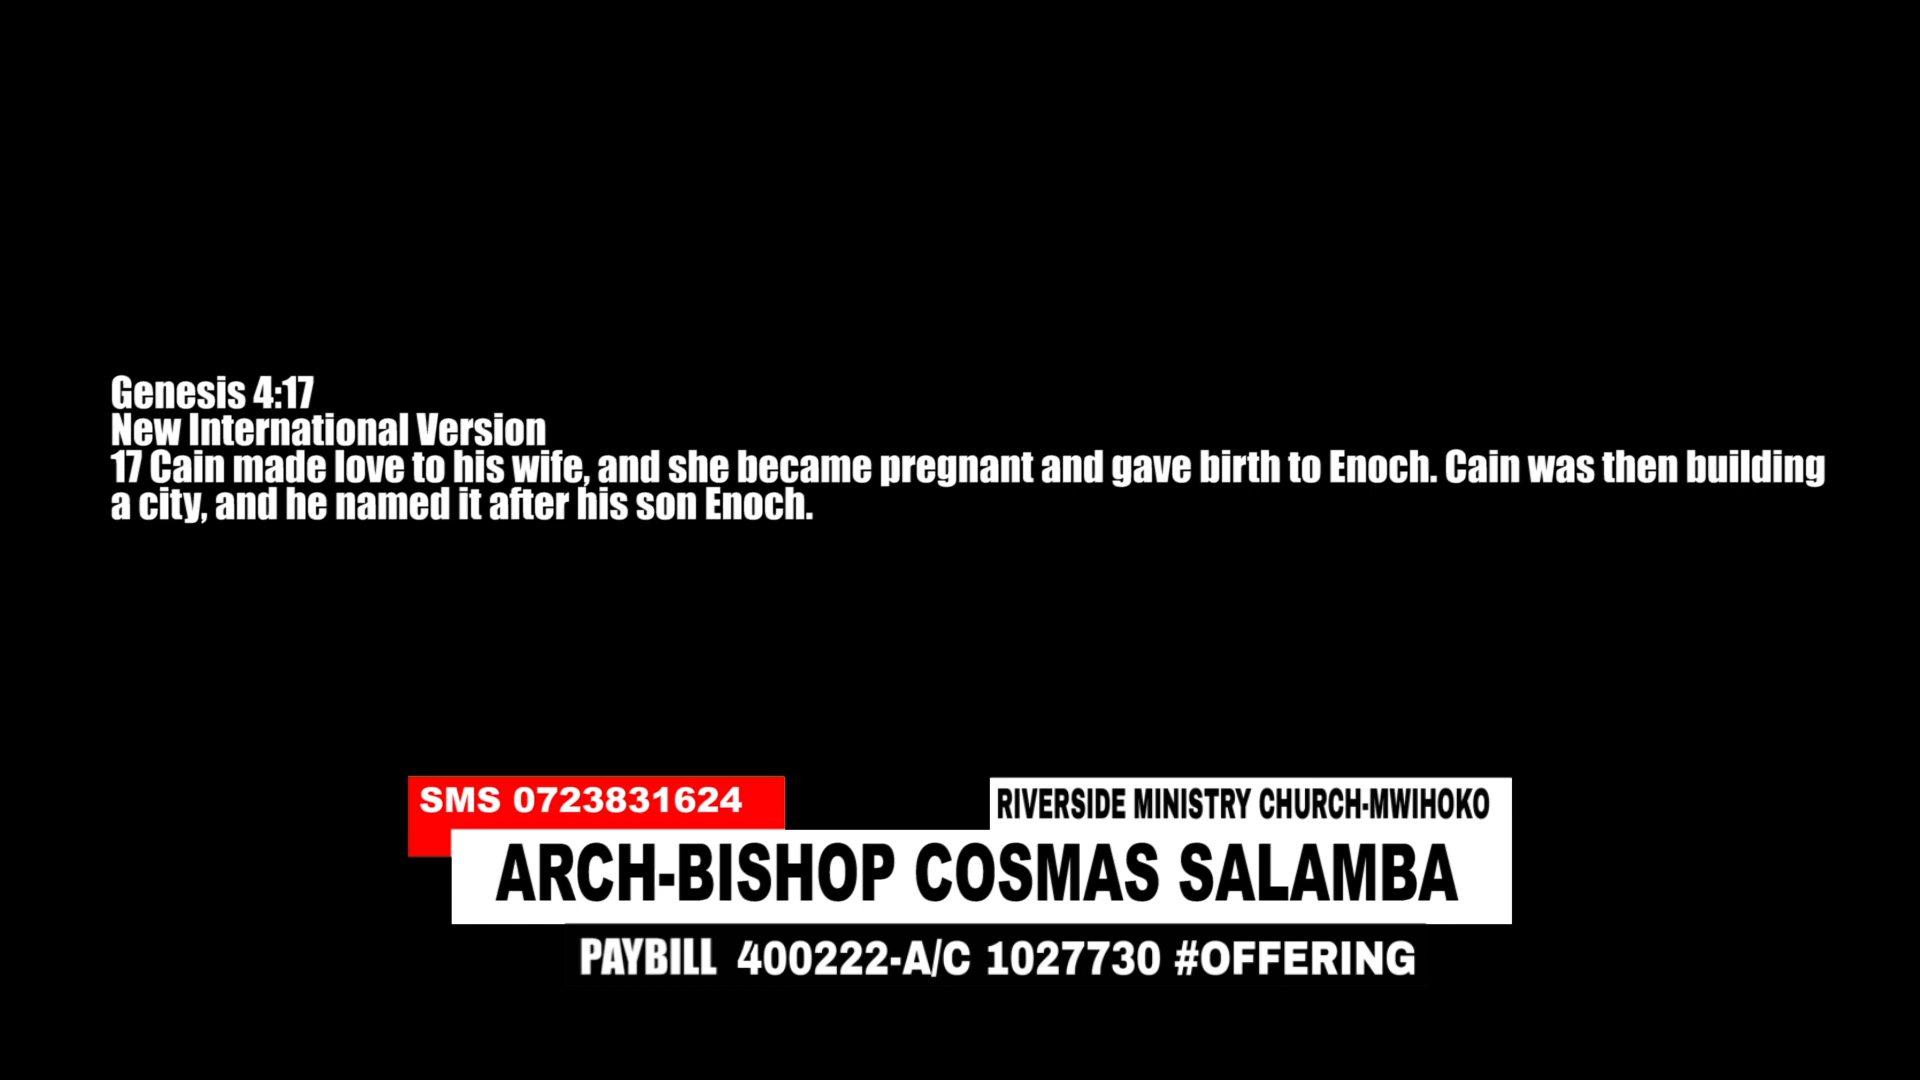 Genesis 4:17
New International Version
17 Cain made love to his wife, and she became pregnant and gave birth to Enoch. Cain was then building
a city, and he named it after his son Enoch.
SMS 0723831624
RIVERSIDE MINISTRY CHURCH-MWIHOKO
ARCH-BISHOP COSMAS SALAMBA
PAYBILL 400222-A/C 1027730 #OFFERING